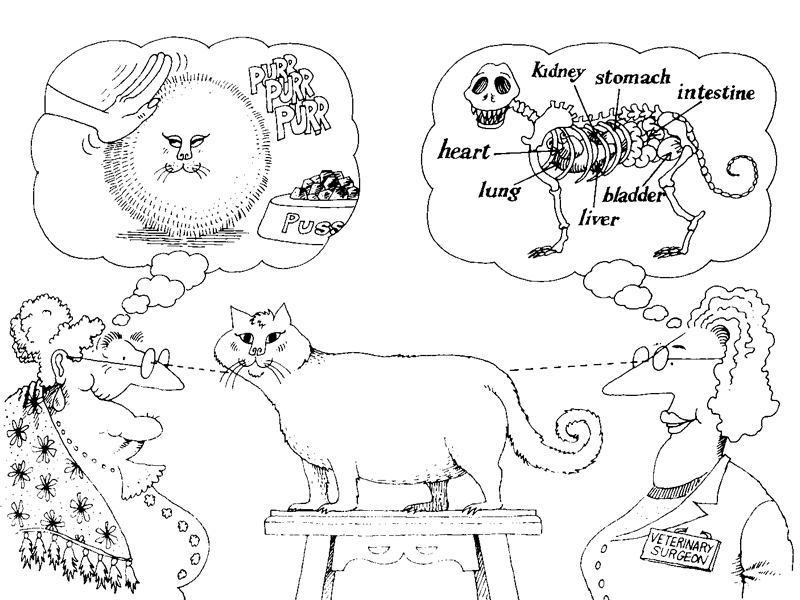 PURR
PURR
PURR
PUSS
Kidney
stomach
intestine
heart
lung
bladder
liver
VETERINARY
SURGEON